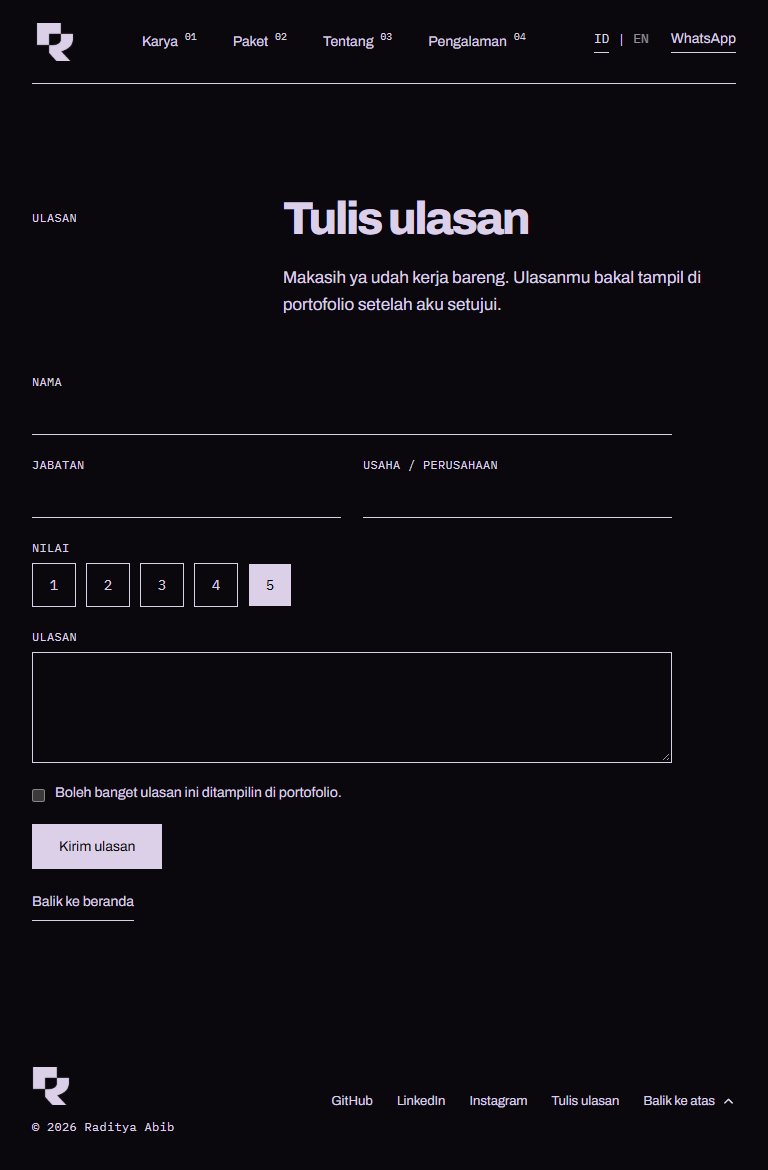 Karya 01 Paket 02 Tentang 03 Pengalaman 04 ID | EN WhatsApp
ULASAN
Tulis ulasan
Makasih ya udah kerja bareng. Ulasanmu bakal tampil di
portofolio setelah aku setujui.
NAMA
JABATAN USAHA / PERUSAHAAN
NILAI
1 2 3 4 5
ULASAN
Boleh banget ulasan ini ditampilin di portofolio.
Kirim ulasan
Balik ke beranda
GitHub LinkedIn Instagram Tulis ulasan Balik ke atas
© 2026 Raditya Abib